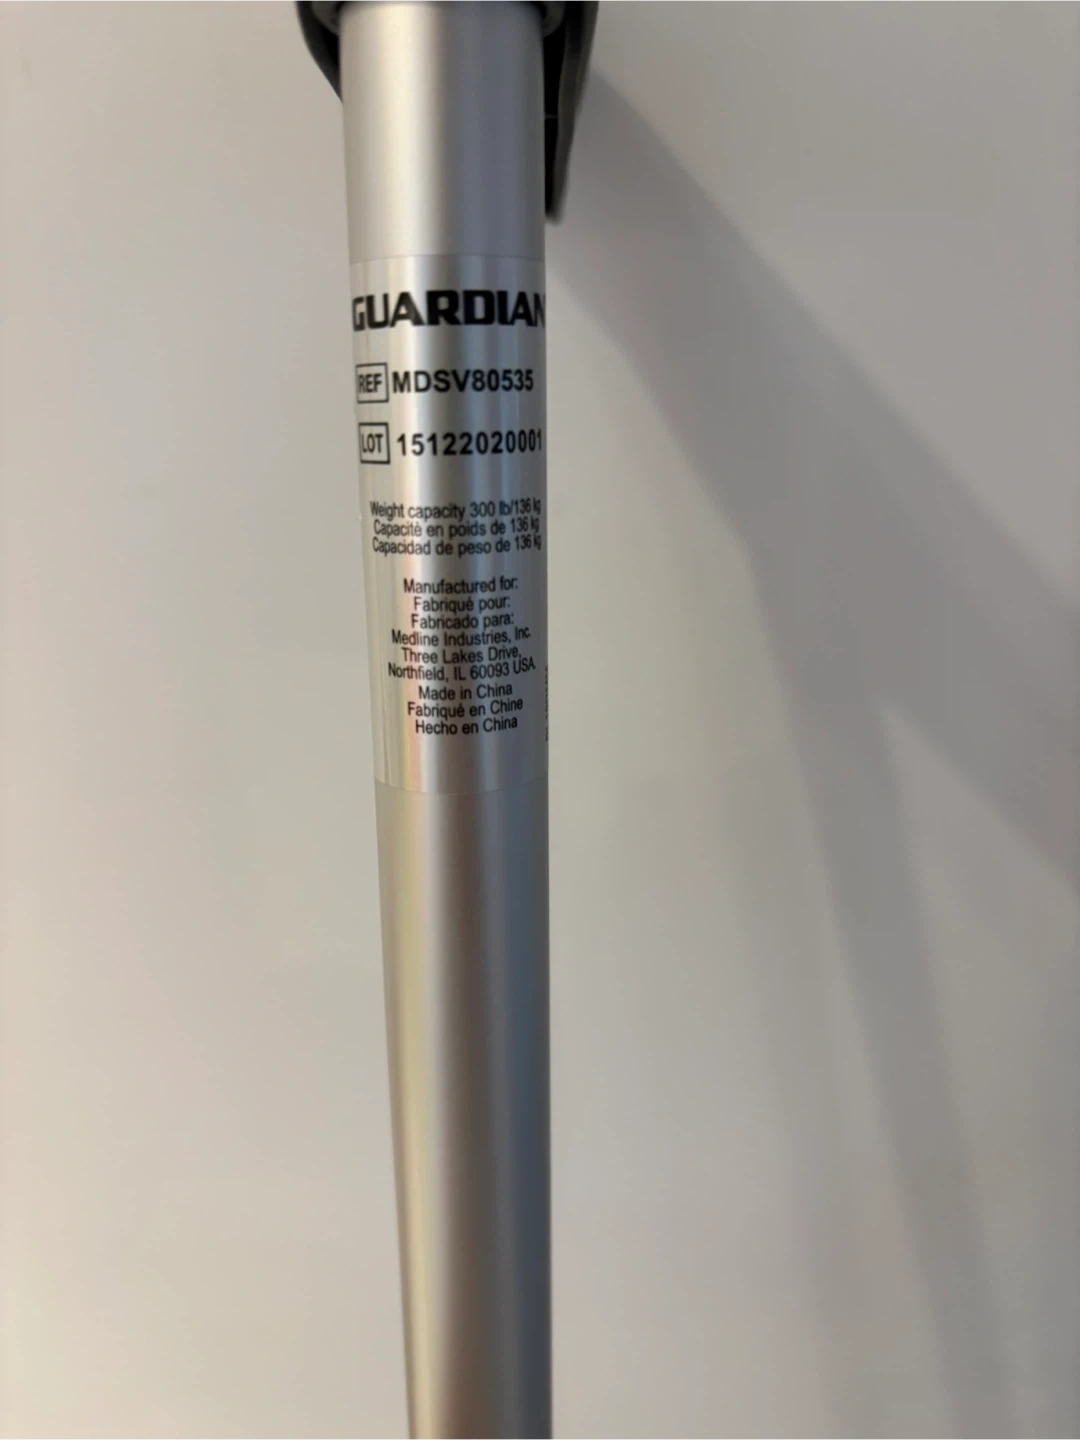 GUARDIAN
REF MDSV80535
LOT 15122020001
Weight capacity 300 lb/136 kg
Capacité en poids de 136 kg
Capacidad de peso de 136 kg
Manufactured for:
Fabriqué pour:
Fabricado para:
Medline Industries, Inc.
Three Lakes Drive,
Northfield, IL 60093 USA
Made in China
Fabriqué en Chine
Hecho en China